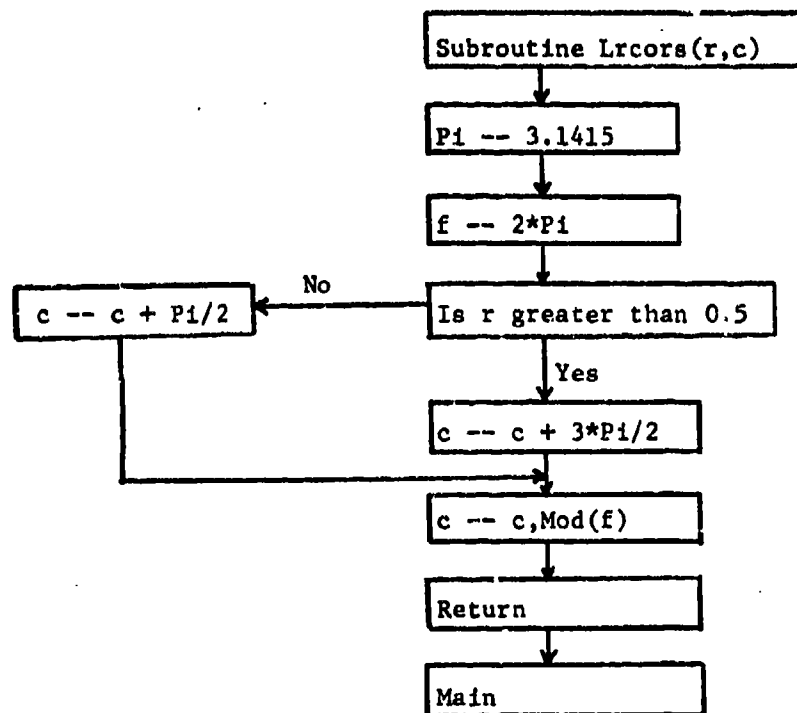 Subroutine Lrcors(r,c)
Pi -- 3.1415
f -- 2*Pi
No
c -- c + Pi/2
Is r greater than 0.5
Yes
c -- c + 3*Pi/2
c -- c,Mod(f)
Return
Main